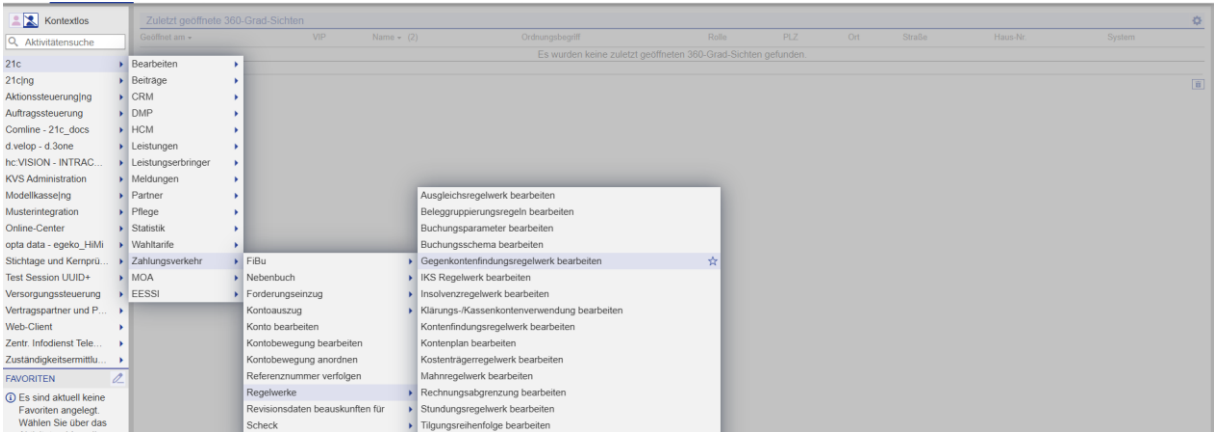 Kontextlos
Zuletzt geöffnete 360-Grad-Sichten
Aktivitätensuche
Geöffnet am
VIP
Name
(2)
Ordnungsbegriff
Rolle
PLZ
Ort
Straße
Haus-Nr.
System
Es wurden keine zuletzt geöffneten 360-Grad-Sichten gefunden.
21c
21c|ng
Aktionssteuerung|ng
Auftragssteuerung
Comline - 21c_docs
d.velop - d.3one
hc:VISION - INTRAC...
KVS Administration
Modellkasse|ng
Musterintegration
Online-Center
opta data - egeko_HiMi
Stichtage und Kernprü...
Test Session UUID+
Versorgungssteuerung
Vertragspartner und P...
Web-Client
Zentr. Infodienst Tele...
Zuständigkeitsermittlu...
FAVORITEN
Es sind aktuell keine
Favoriten angelegt.
Wählen Sie über das
Bearbeiten
Beiträge
CRM
DMP
HCM
Leistungen
Leistungserbringer
Meldungen
Partner
Pflege
Statistik
Wahltarife
Zahlungsverkehr
MOA
EESSI
FiBu
Nebenbuch
Forderungseinzug
Kontoauszug
Konto bearbeiten
Kontobewegung bearbeiten
Kontobewegung anordnen
Referenznummer verfolgen
Regelwerke
Revisionsdaten beauskunften für
Scheck
Ausgleichsregelwerk bearbeiten
Beleggruppierungsregeln bearbeiten
Buchungsparameter bearbeiten
Buchungsschema bearbeiten
Gegenkontenfindungsregelwerk bearbeiten
IKS Regelwerk bearbeiten
Insolvenzregelwerk bearbeiten
Klärungs-/Kassenkontenverwendung bearbeiten
Kontenfindungsregelwerk bearbeiten
Kontenplan bearbeiten
Kostenträgerregelwerk bearbeiten
Mahnregelwerk bearbeiten
Rechnungsabgrenzung bearbeiten
Stundungsregelwerk bearbeiten
Tilgungsreihenfolge bearbeiten